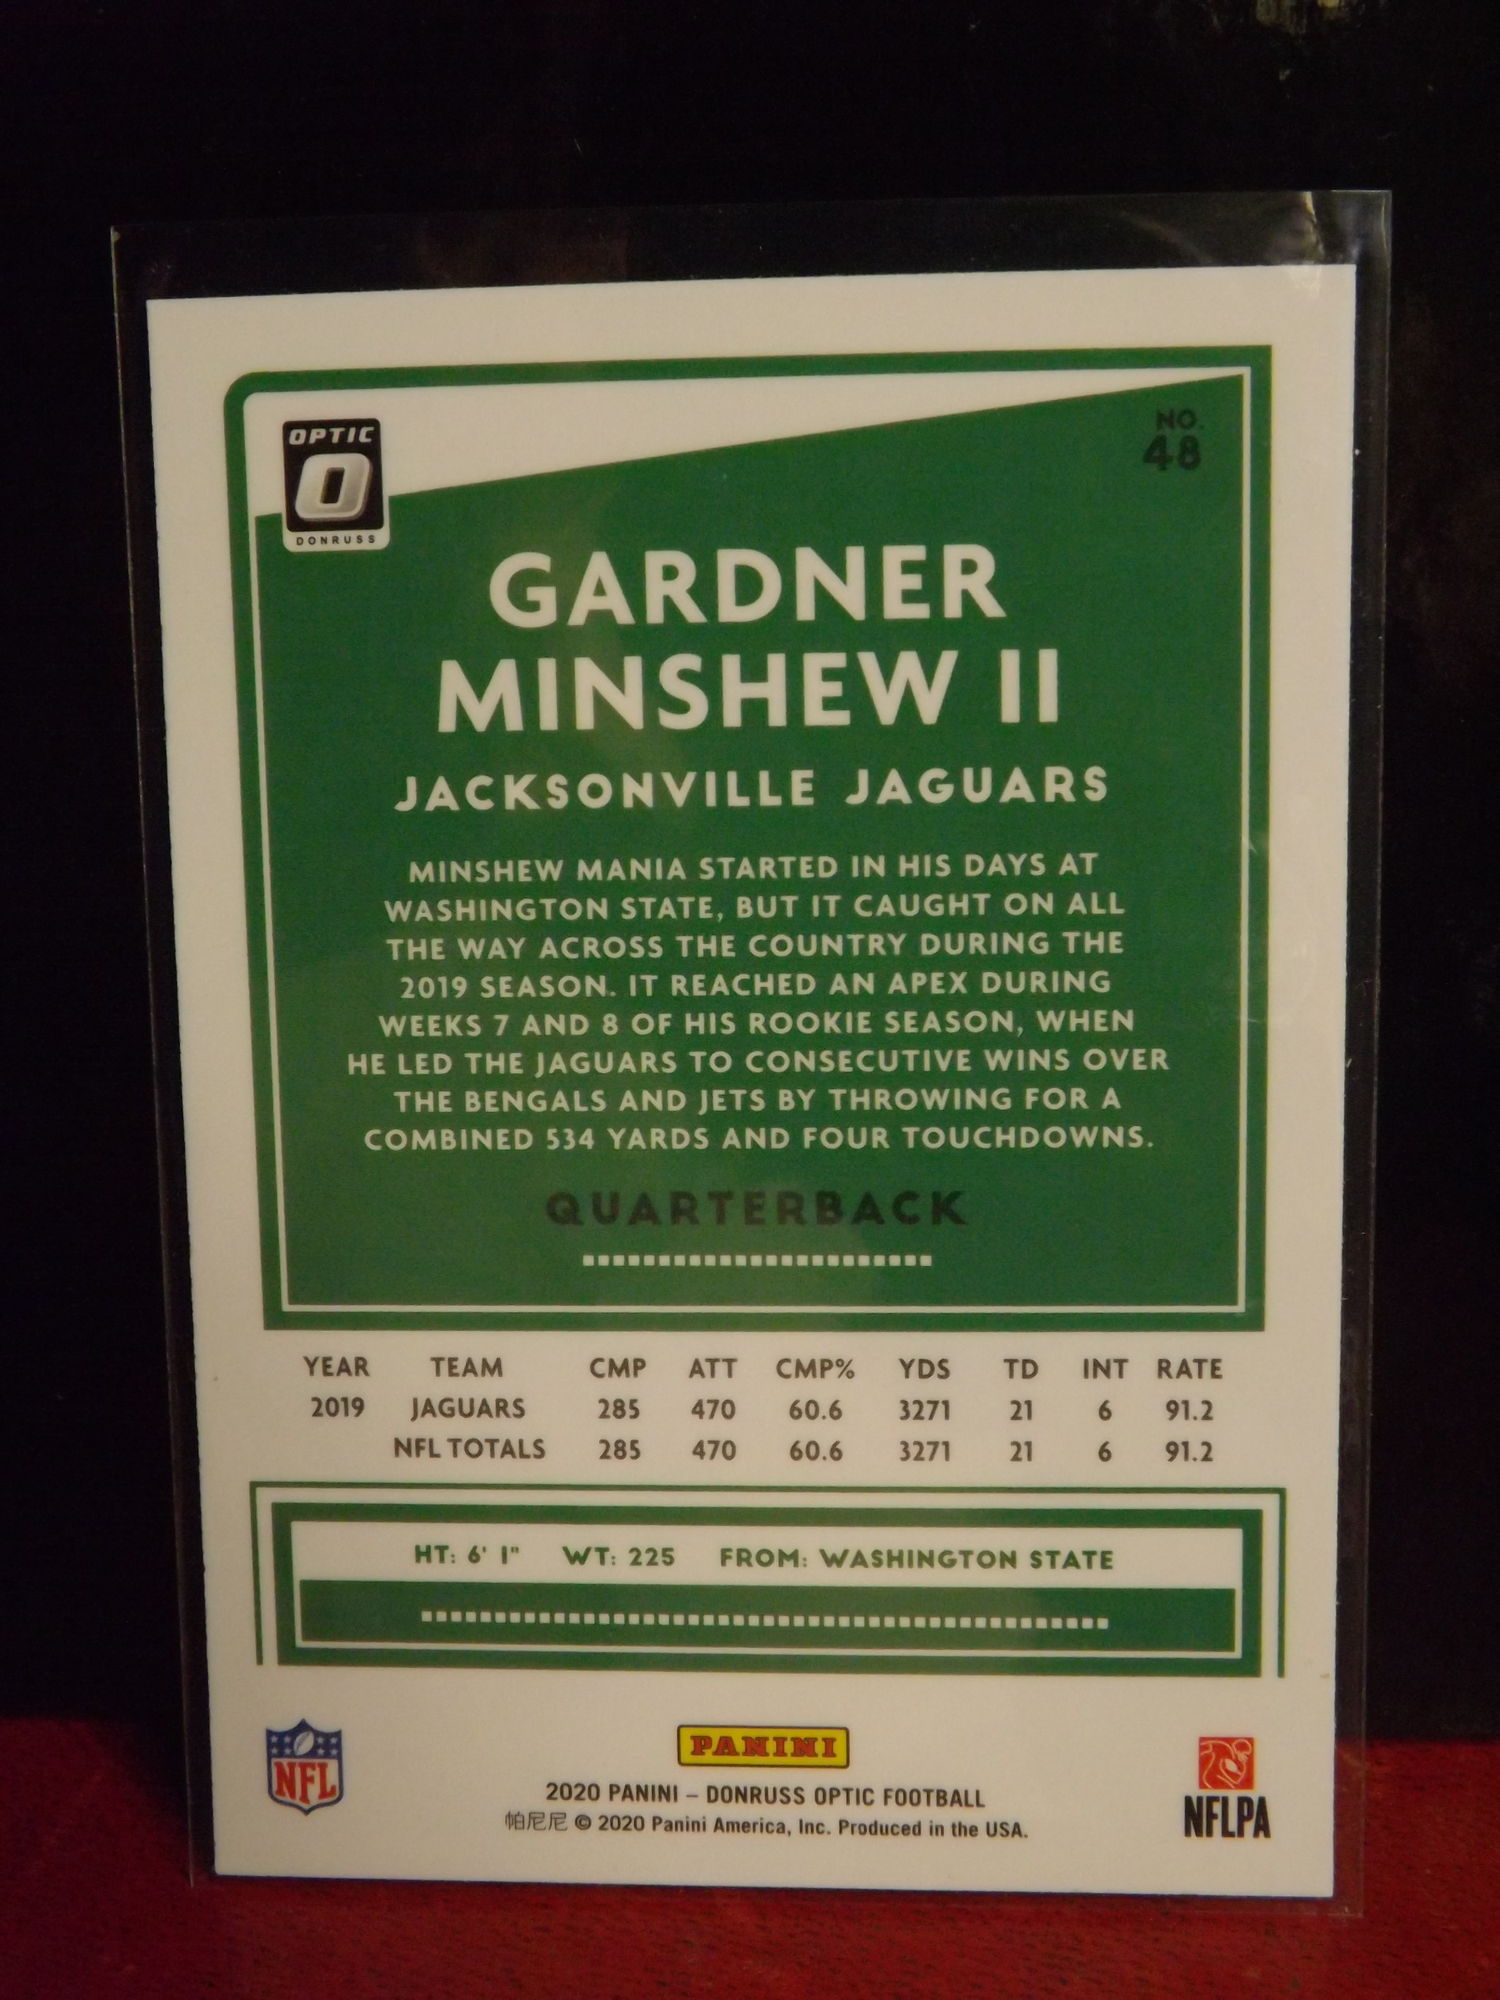 OPTIC
DONRUSS
NO.
48
GARDNER
MINSHEW II
JACKSONVILLE JAGUARS
MINSHEW MANIA STARTED IN HIS DAYS AT
WASHINGTON STATE, BUT IT CAUGHT ON ALL
THE WAY ACROSS THE COUNTRY DURING THE
2019 SEASON. IT REACHED AN APEX DURING
WEEKS 7 AND 8 OF HIS ROOKIE SEASON, WHEN
HE LED THE JAGUARS TO CONSECUTIVE WINS OVER
THE BENGALS AND JETS BY THROWING FOR A
COMBINED 534 YARDS AND FOUR TOUCHDOWNS.
QUARTERBACK
YEAR TEAM CMP ATT CMP% YDS TD INT RATE
2019 JAGUARS 285 470 60.6 3271 21 6 91.2
NFL TOTALS 285 470 60.6 3271 21 6 91.2
HT: 6' 1" WT: 225 FROM: WASHINGTON STATE
NFL
PANINI
2020 PANINI – DONRUSS OPTIC FOOTBALL
帕尼尼 © 2020 Panini America, Inc. Produced in the USA.
NFLPA